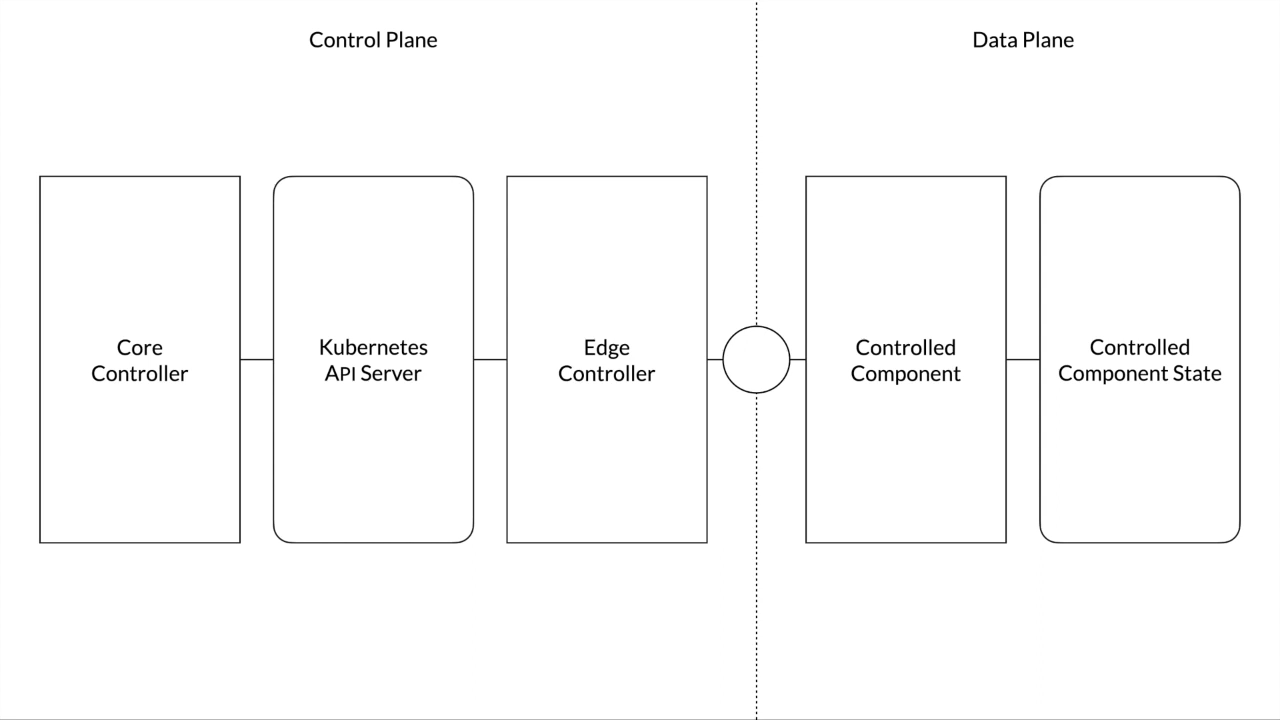 Control Plane
Data Plane
Core
Controller
Kubernetes
API Server
Edge
Controller
Controlled
Component
Controlled
Component State